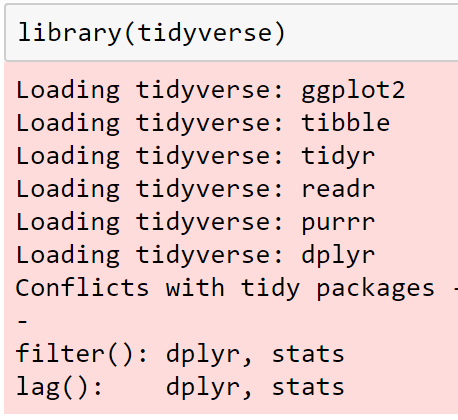 library(tidyverse)
Loading tidyverse: ggplot2
Loading tidyverse: tibble
Loading tidyverse: tidyr
Loading tidyverse: readr
Loading tidyverse: purrr
Loading tidyverse: dplyr
Conflicts with tidy packages -
-
filter(): dplyr, stats
lag():    dplyr, stats